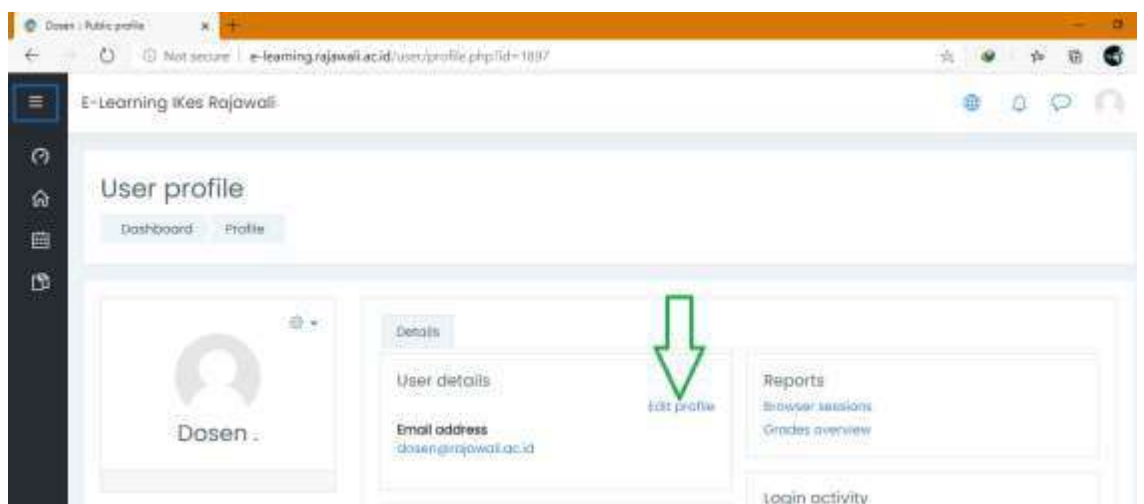 Dosen : Public profile
Not secure | e-learning.rajawali.ac.id/user/profile.php?id=1897
E-Learning IKes Rajawali
User profile
Dashboard Profile
Details
User details
Reports
Edit profile
Browser sessions
Dosen .
Email address
Grades overview
dosen@rajawali.ac.id
Login activity